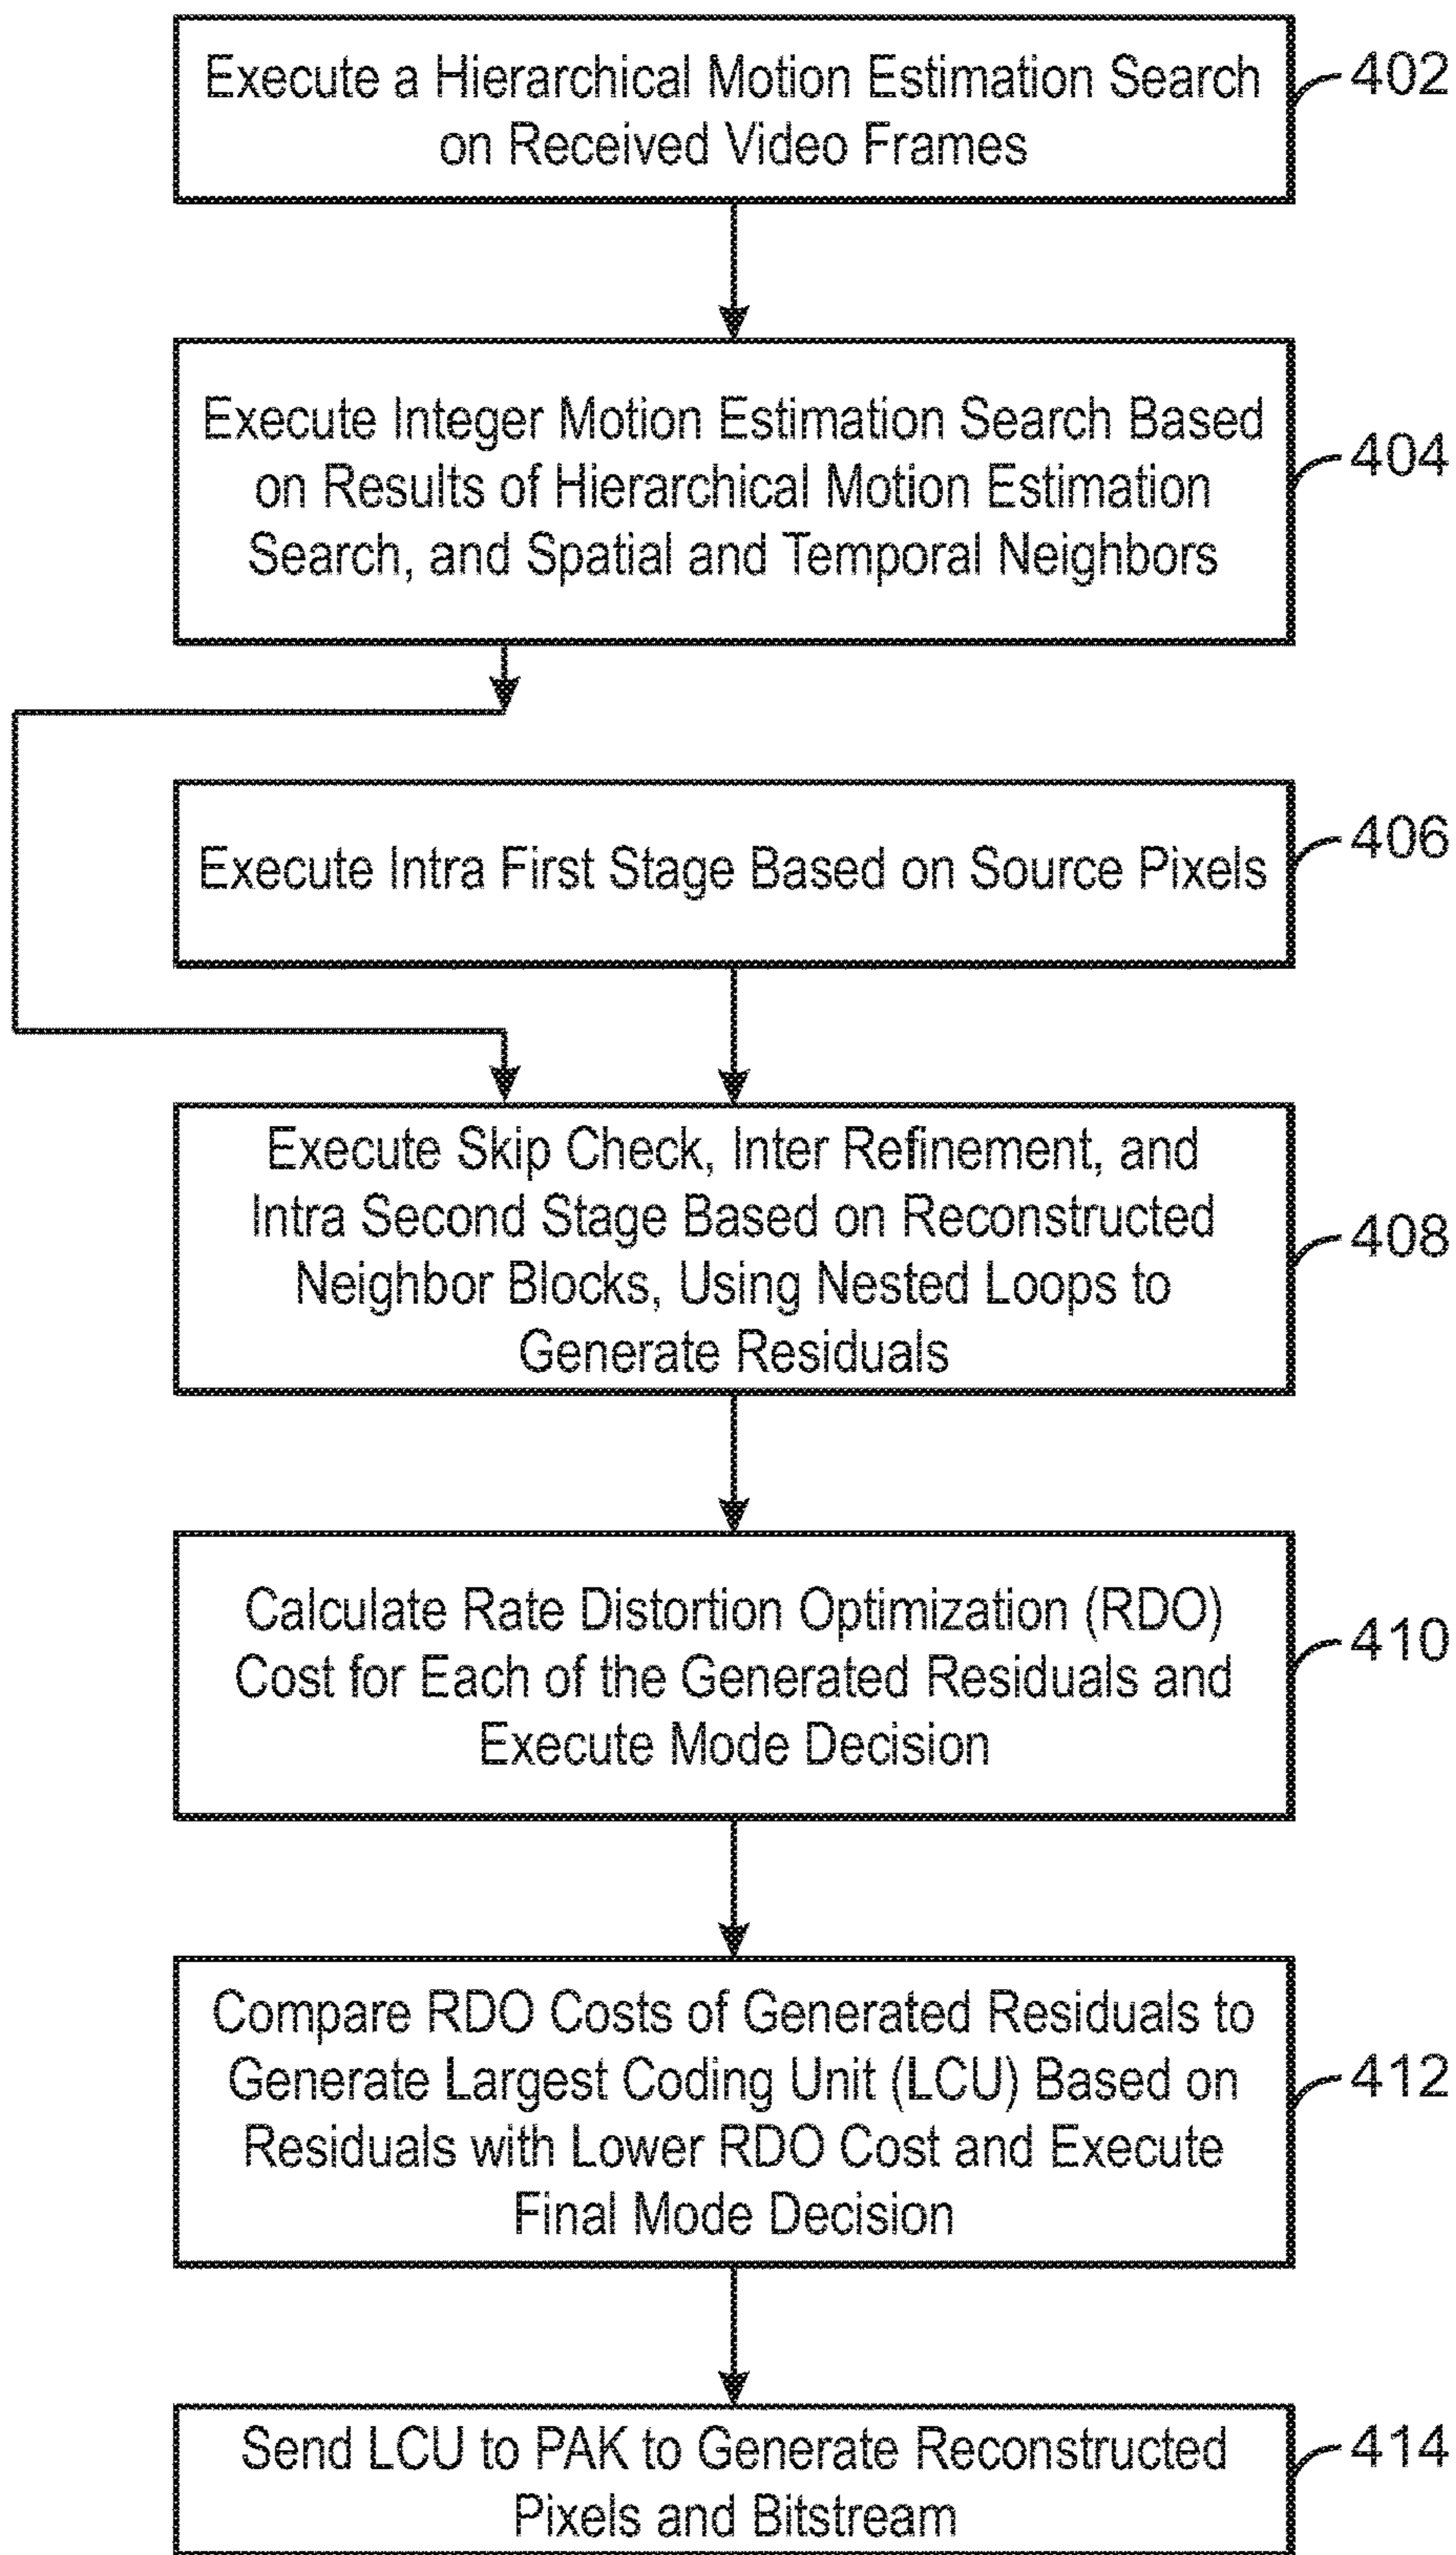 Execute a Hierarchical Motion Estimation Search
on Received Video Frames
402
Execute Integer Motion Estimation Search Based
on Results of Hierarchical Motion Estimation
Search, and Spatial and Temporal Neighbors
404
Execute Intra First Stage Based on Source Pixels
406
Execute Skip Check, Inter Refinement, and
Intra Second Stage Based on Reconstructed
Neighbor Blocks, Using Nested Loops to
Generate Residuals
408
Calculate Rate Distortion Optimization (RDO)
Cost for Each of the Generated Residuals and
Execute Mode Decision
410
Compare RDO Costs of Generated Residuals to
Generate Largest Coding Unit (LCU) Based on
Residuals with Lower RDO Cost and Execute
Final Mode Decision
412
Send LCU to PAK to Generate Reconstructed
Pixels and Bitstream
414